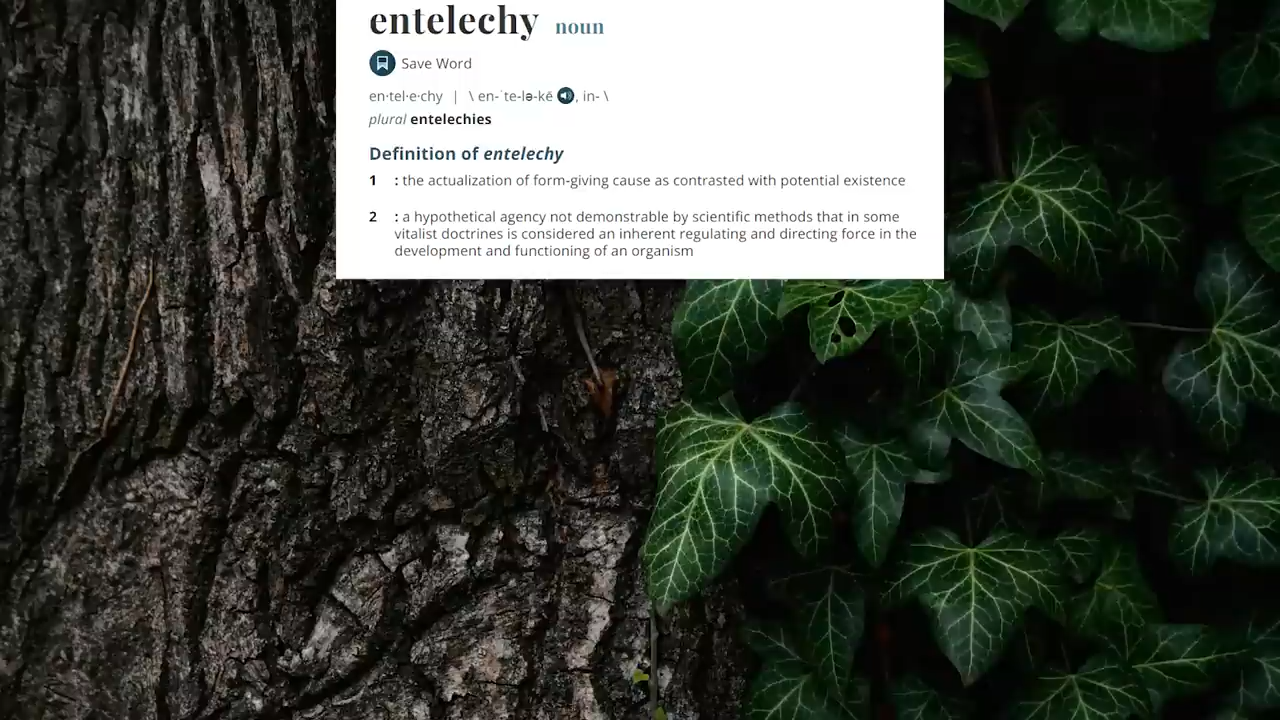 entelechy noun
Save Word
en·tel·e·chy | \ en-ˈte-lə-kē , in- \
plural entelechies
Definition of entelechy
1 : the actualization of form-giving cause as contrasted with potential existence
2 : a hypothetical agency not demonstrable by scientific methods that in some
vitalist doctrines is considered an inherent regulating and directing force in the
development and functioning of an organism